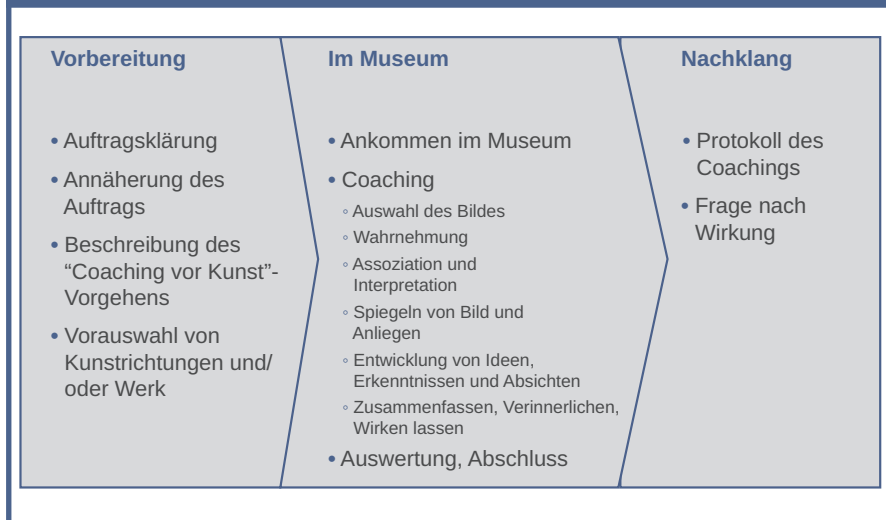 Vorbereitung
• Auftragsklärung
• Annäherung des
Auftrags
• Beschreibung des
“Coaching vor Kunst”-
Vorgehens
• Vorauswahl von
Kunstrichtungen und/
oder Werk
Im Museum
• Ankommen im Museum
• Coaching
◦ Auswahl des Bildes
◦ Wahrnehmung
◦ Assoziation und
Interpretation
◦ Spiegeln von Bild und
Anliegen
◦ Entwicklung von Ideen,
Erkenntnissen und Absichten
◦ Zusammenfassen, Verinnerlichen,
Wirken lassen
• Auswertung, Abschluss
Nachklang
• Protokoll des
Coachings
• Frage nach
Wirkung